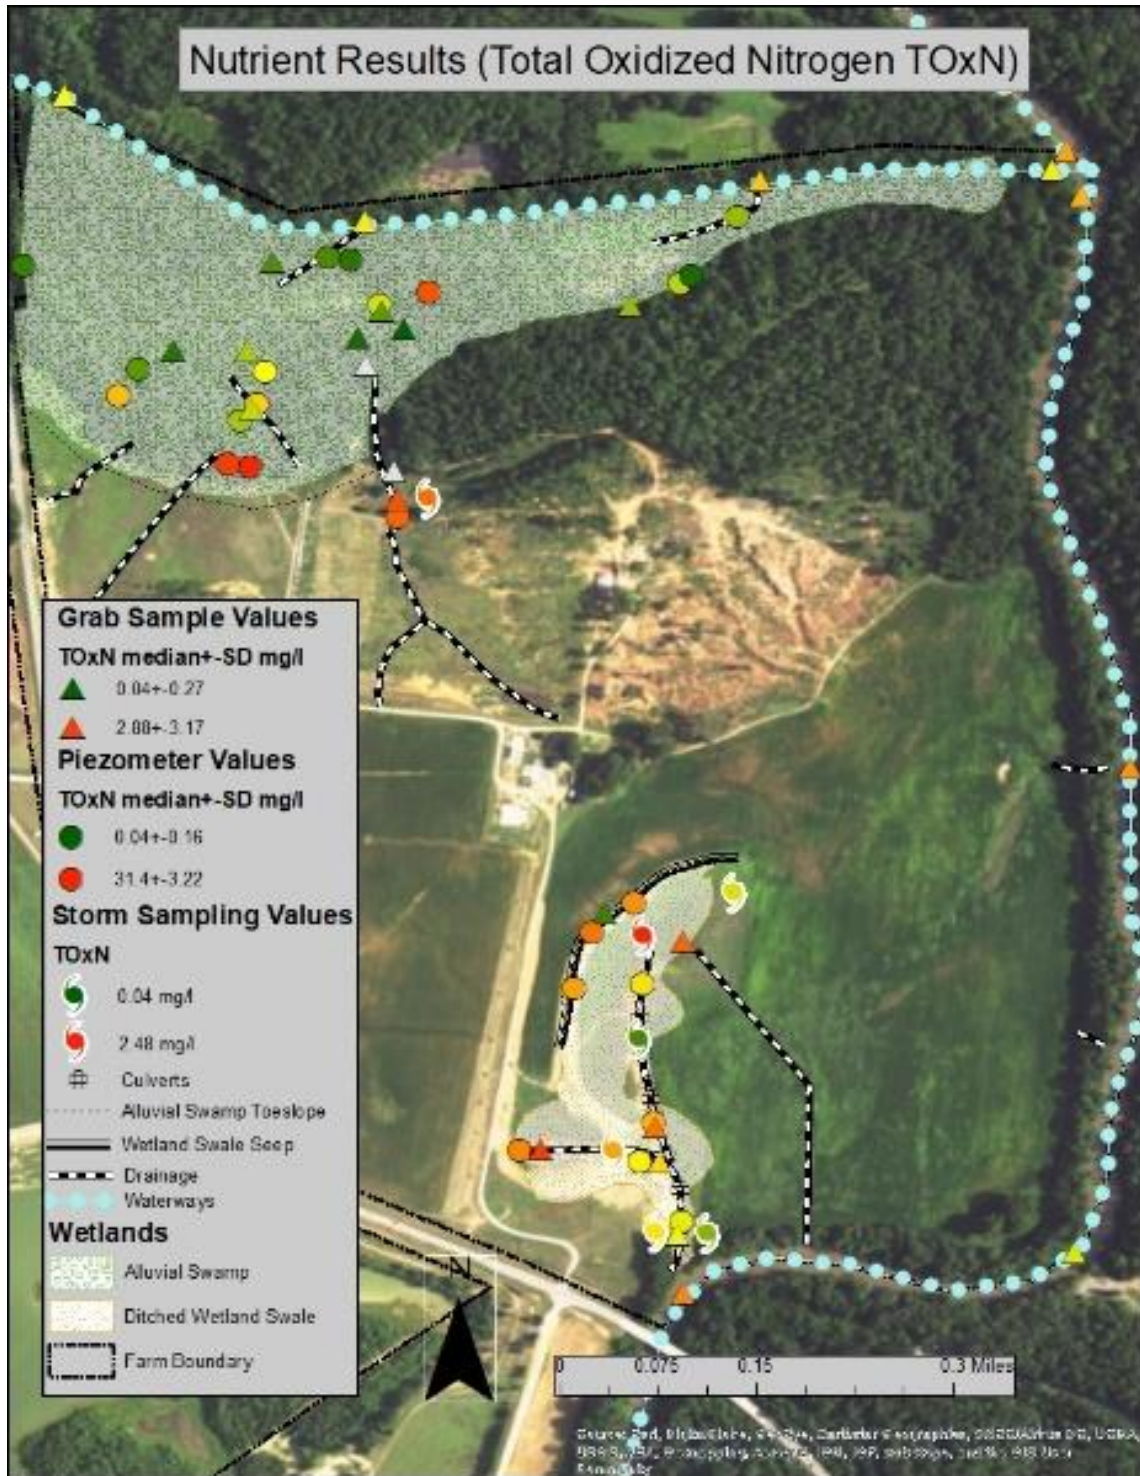 Nutrient Results (Total Oxidized Nitrogen TOxN)
Grab Sample Values
TOxN median+-SD mg/l
0.04+-0.27
2.88+-3.17
Piezometer Values
TOxN median+-SD mg/l
0.04+-0.16
31.4+-3.22
Storm Sampling Values
TOxN
0.04 mg/l
2.48 mg/l
Culverts
Alluvial Swamp Toeslope
Wetland Swale Seep
Drainage
Waterways
Wetlands
Alluvial Swamp
Ditched Wetland Swale
Farm Boundary
N
0 0.075 0.15 0.3 Miles